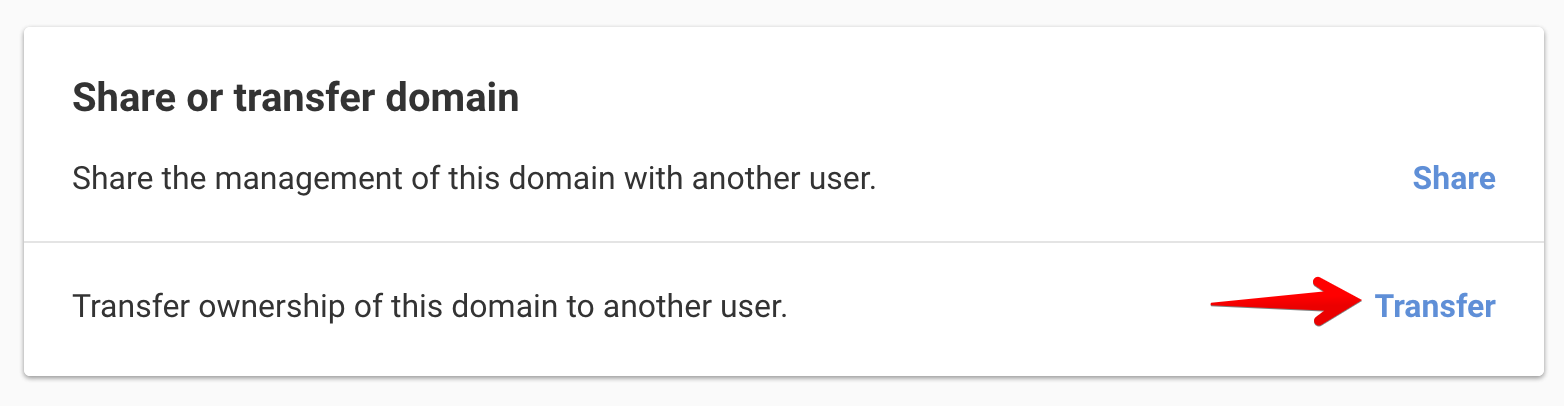 Share or transfer domain
Share the management of this domain with another user. Share
Transfer ownership of this domain to another user. Transfer